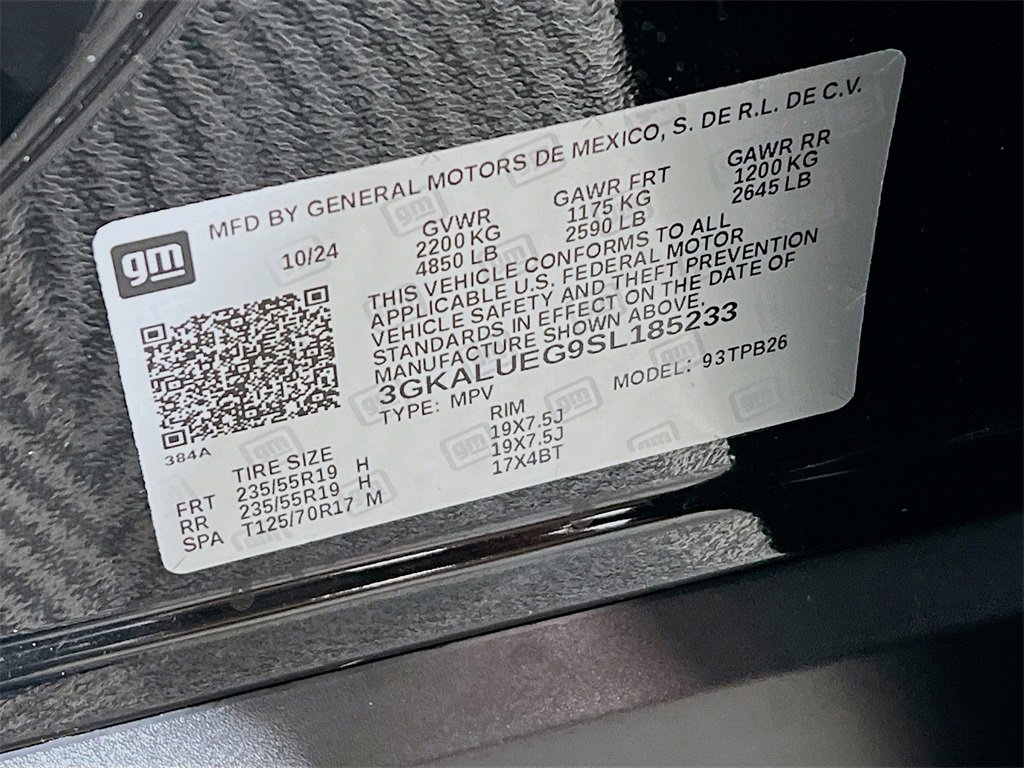 MFD BY GENERAL MOTORS DE MEXICO, S. DE R.L. DE C.V.
gm
10/24
GVWR GAWR FRT GAWR RR
2200 KG 1175 KG 1200 KG
4850 LB 2590 LB 2645 LB
THIS VEHICLE CONFORMS TO ALL
APPLICABLE U.S. FEDERAL MOTOR
VEHICLE SAFETY AND THEFT PREVENTION
STANDARDS IN EFFECT ON THE DATE OF
MANUFACTURE SHOWN ABOVE.
3GKALUEG9SL185233
TYPE: MPV MODEL: 93TPB26
384A
TIRE SIZE RIM
FRT 235/55R19 H 19X7.5J
RR 235/55R19 H 19X7.5J
SPA T125/70R17 M 17X4BT